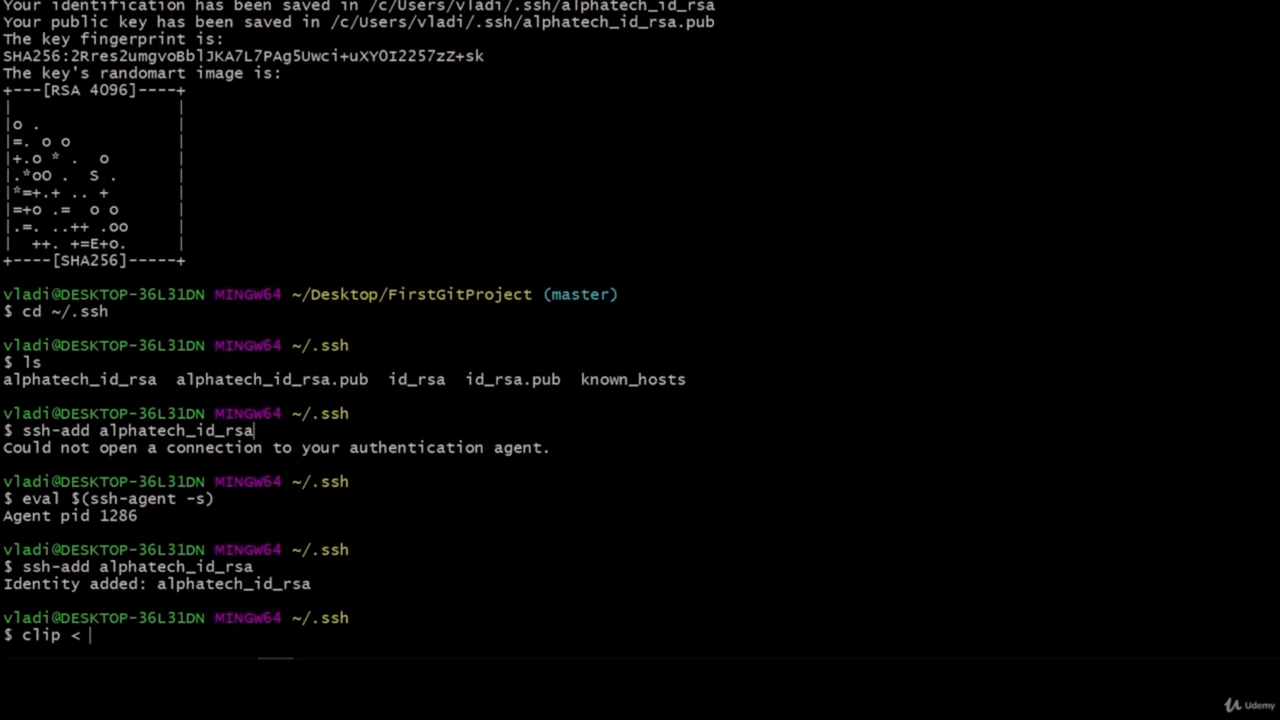 Your identification has been saved in /c/Users/vladi/.ssh/alphatech_id_rsa
Your public key has been saved in /c/Users/vladi/.ssh/alphatech_id_rsa.pub
The key fingerprint is:
SHA256:2Rres2umgvoBblJKA7L7PAg5Uwci+uXYOI2257zZ+sk
The key's randomart image is:
+---[RSA 4096]----+
|                 |
|o .              |
|=. o o           |
|+.o * .  o       |
|.*oO .  S .      |
|*=+.+ .. +       |
|=+o .=  o o      |
|.=. ..++ .oo     |
|  ++. +=E+o.     |
+----[SHA256]-----+
vladi@DESKTOP-36L31DN MINGW64 ~/Desktop/FirstGitProject (master)
$ cd ~/.ssh
vladi@DESKTOP-36L31DN MINGW64 ~/.ssh
$ ls
alphatech_id_rsa  alphatech_id_rsa.pub  id_rsa  id_rsa.pub  known_hosts
vladi@DESKTOP-36L31DN MINGW64 ~/.ssh
$ ssh-add alphatech_id_rsa
Could not open a connection to your authentication agent.
vladi@DESKTOP-36L31DN MINGW64 ~/.ssh
$ eval $(ssh-agent -s)
Agent pid 1286
vladi@DESKTOP-36L31DN MINGW64 ~/.ssh
$ ssh-add alphatech_id_rsa
Identity added: alphatech_id_rsa
vladi@DESKTOP-36L31DN MINGW64 ~/.ssh
$ clip <
Udemy